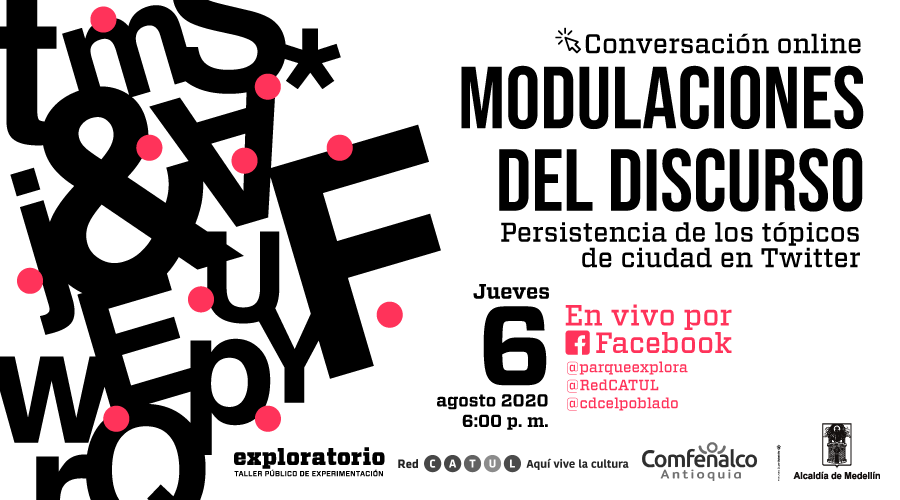 t m S *
& A
j F
E u
w p Y
r Q
Conversación online
MODULACIONES
DEL DISCURSO
Persistencia de los tópicos
de ciudad en Twitter
Jueves
6
agosto 2020
6:00 p. m.
En vivo por
Facebook
@parqueexplora
@RedCATUL
@cdcelpoblado
exploratorio
TALLER PÚBLICO DE EXPERIMENTACIÓN
Red CATUL Aquí vive la cultura
Comfenalco
Antioquia
Alcaldía de Medellín